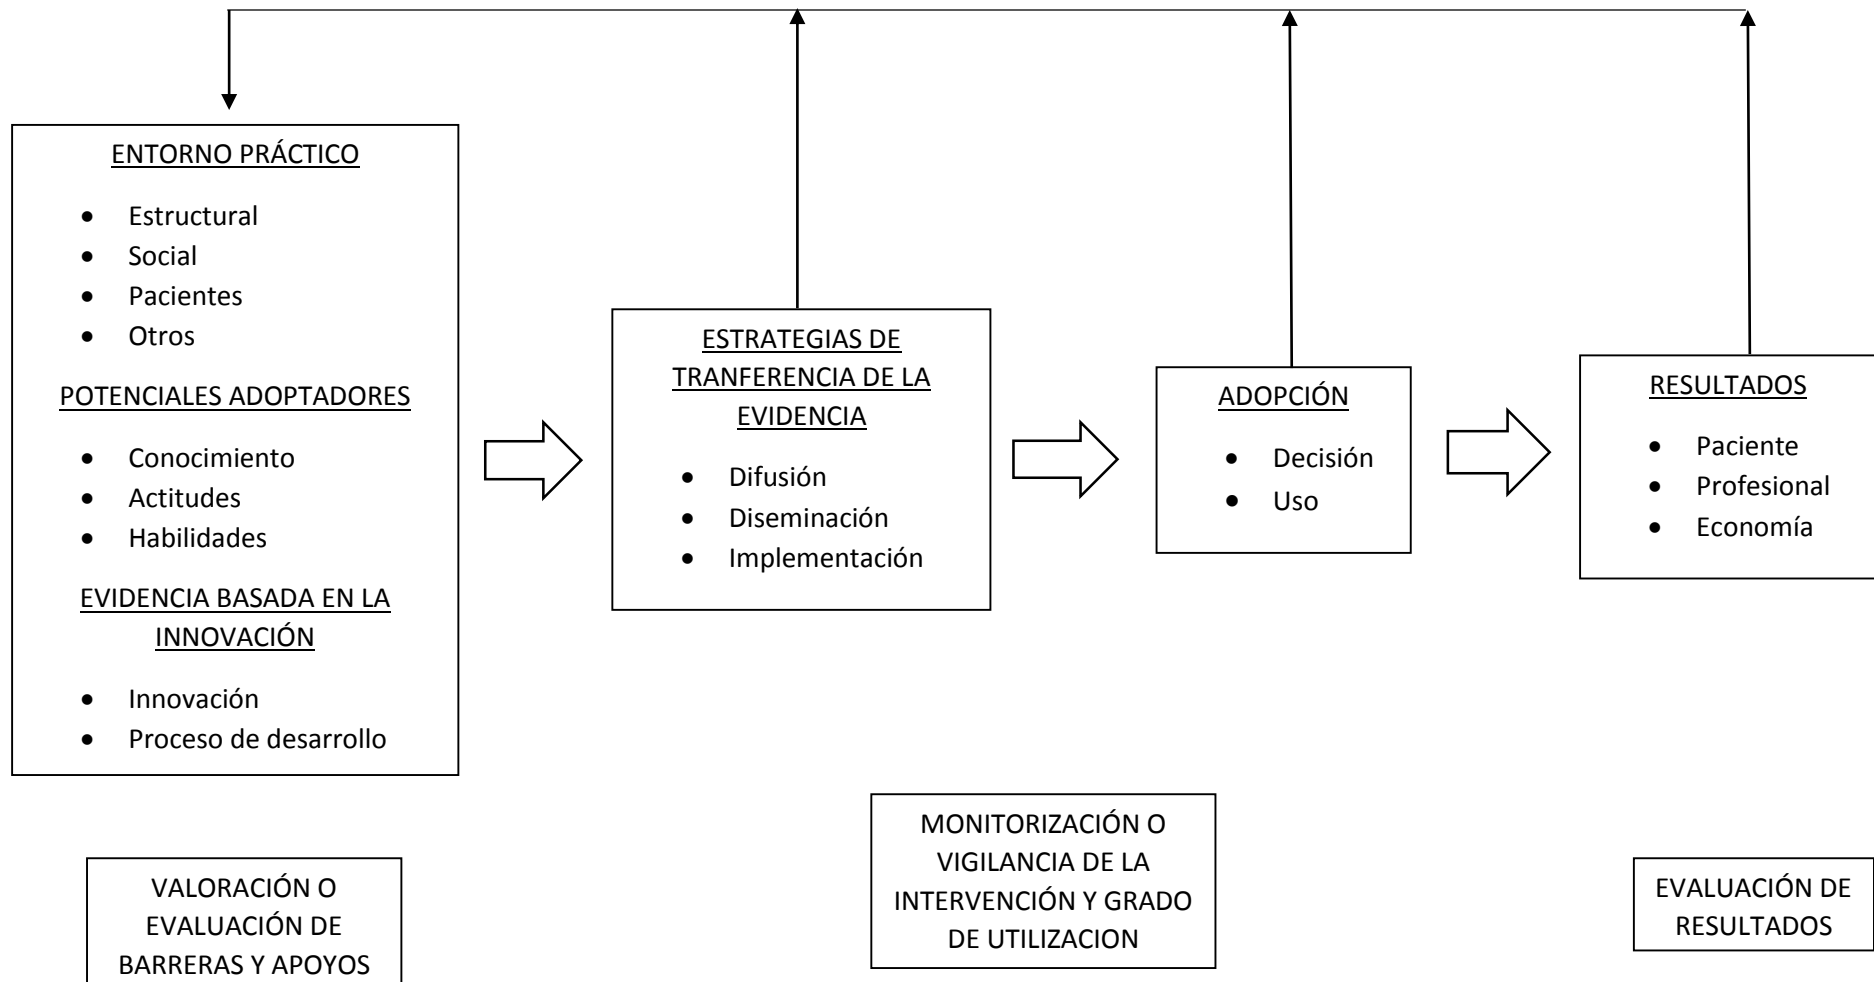 ENTORNO PRÁCTICO
• Estructural
• Social
• Pacientes
• Otros
POTENCIALES ADOPTADORES
• Conocimiento
• Actitudes
• Habilidades
EVIDENCIA BASADA EN LA
INNOVACIÓN
• Innovación
• Proceso de desarrollo
ESTRATEGIAS DE
TRANFERENCIA DE LA
EVIDENCIA
• Difusión
• Diseminación
• Implementación
ADOPCIÓN
• Decisión
• Uso
RESULTADOS
• Paciente
• Profesional
• Economía
VALORACIÓN O
EVALUACIÓN DE
BARRERAS Y APOYOS
MONITORIZACIÓN O
VIGILANCIA DE LA
INTERVENCIÓN Y GRADO
DE UTILIZACION
EVALUACIÓN DE
RESULTADOS